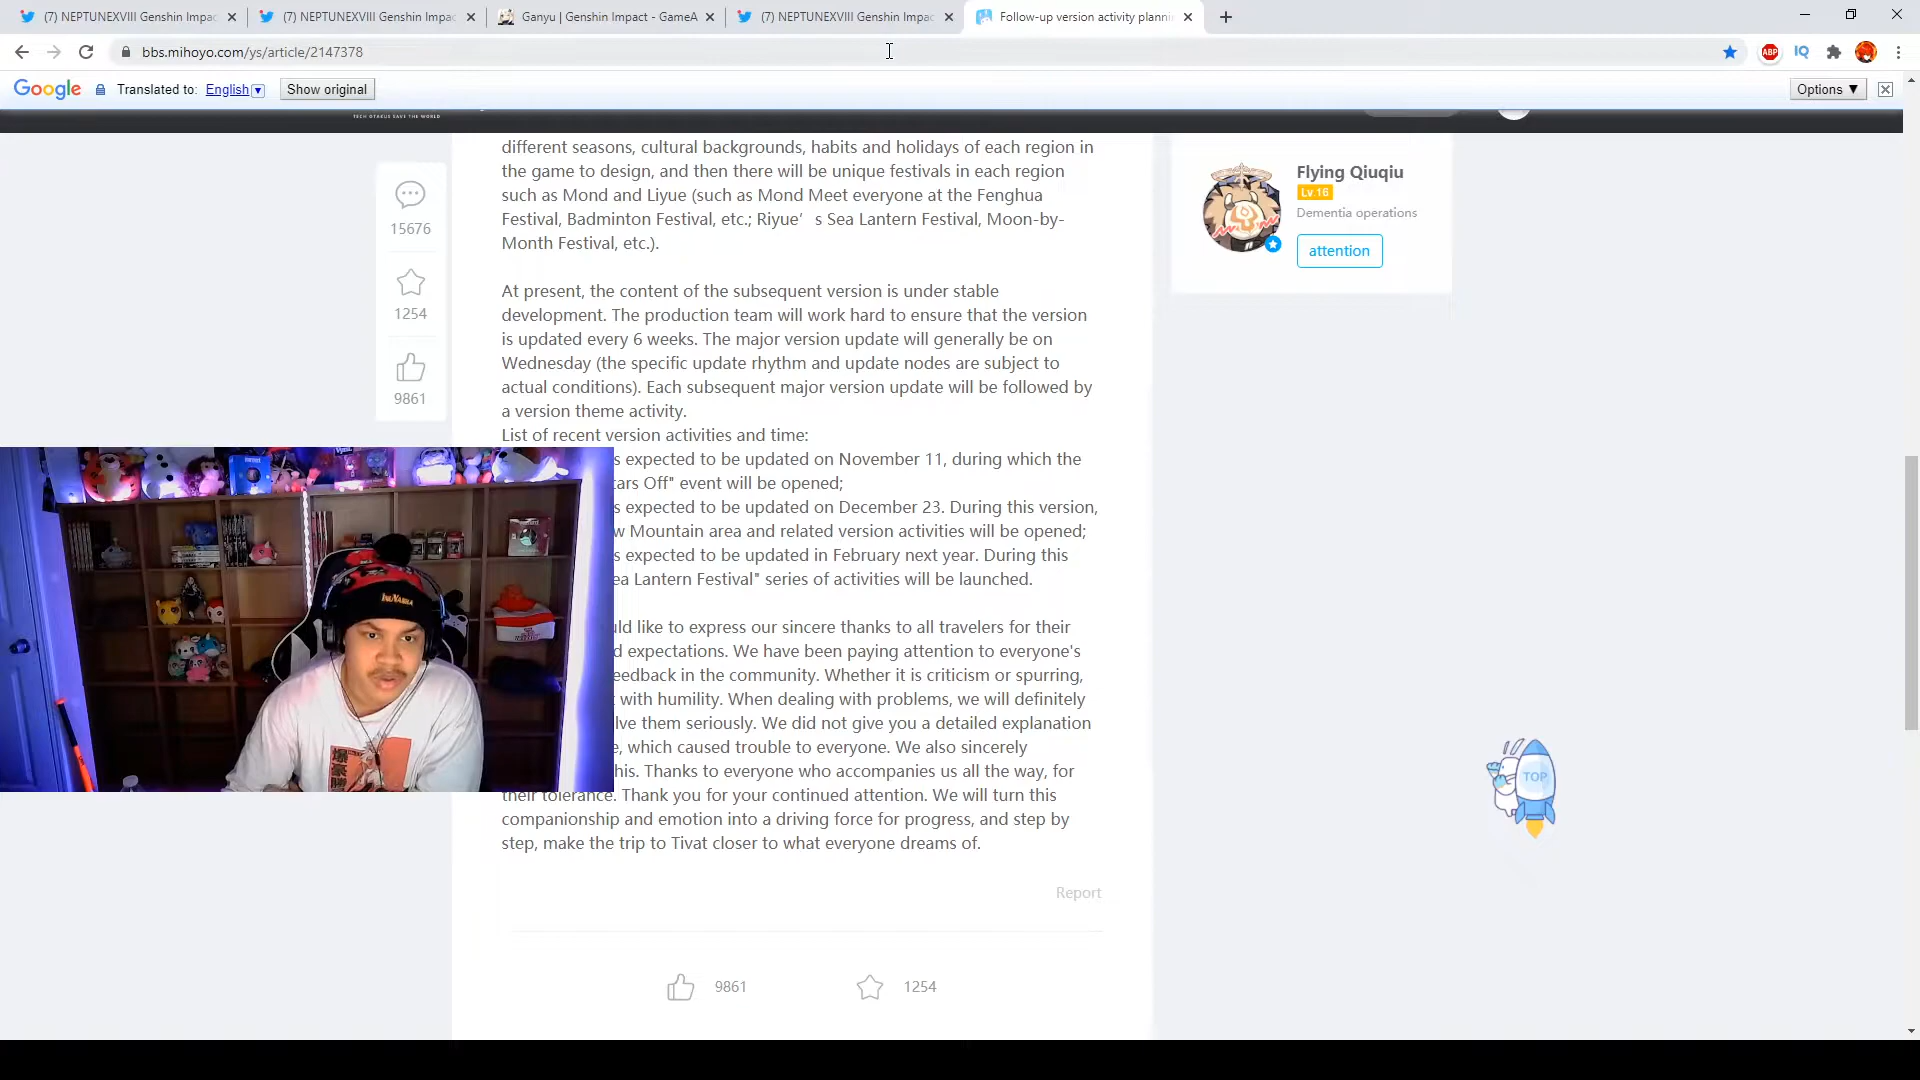 (7) NEPTUNEXVIII Genshin Impac
(7) NEPTUNEXVIII Genshin Impac
Ganyu | Genshin Impact - GameA
(7) NEPTUNEXVIII Genshin Impac
Follow-up version activity plannin
bbs.mihoyo.com/ys/article/2147378
ABP
IQ
Google
Translated to: English
Show original
Options ▼
TECH OTAKUS SAVE THE WORLD
different seasons, cultural backgrounds, habits and holidays of each region in
the game to design, and then there will be unique festivals in each region
such as Mond and Liyue (such as Mond Meet everyone at the Fenghua
Festival, Badminton Festival, etc.; Riyue’ s Sea Lantern Festival, Moon-by-
Month Festival, etc.).
At present, the content of the subsequent version is under stable
development. The production team will work hard to ensure that the version
is updated every 6 weeks. The major version update will generally be on
Wednesday (the specific update rhythm and update nodes are subject to
actual conditions). Each subsequent major version update will be followed by
a version theme activity.
List of recent version activities and time:
s expected to be updated on November 11, during which the
ars Off" event will be opened;
s expected to be updated on December 23. During this version,
w Mountain area and related version activities will be opened;
s expected to be updated in February next year. During this
ea Lantern Festival" series of activities will be launched.
uld like to express our sincere thanks to all travelers for their
d expectations. We have been paying attention to everyone's
eedback in the community. Whether it is criticism or spurring,
t with humility. When dealing with problems, we will definitely
lve them seriously. We did not give you a detailed explanation
e, which caused trouble to everyone. We also sincerely
his. Thanks to everyone who accompanies us all the way, for
their tolerance. Thank you for your continued attention. We will turn this
companionship and emotion into a driving force for progress, and step by
step, make the trip to Tivat closer to what everyone dreams of.
Report
9861
1254
15676
1254
9861
Flying Qiuqiu
Lv.16
Dementia operations
attention
TOP
INUYASHA
爆豪勝